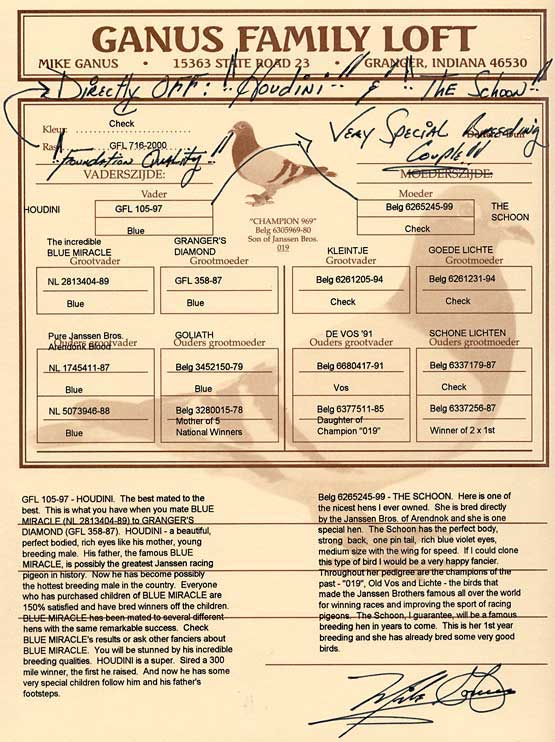 GANUS FAMILY LOFT
MIKE GANUS • 15363 STATE ROAD 23 • GRANGER, INDIANA 46530
DIRECTLY OFF: "HOUDINI" & "THE SCHOON"
Kleur Check
Ras GFL 716-2000
"FOUNDATION QUALITY"
VERY SPECIAL BREEDING
COUPLE!!
VADERSZIJDE:
MOEDERSZIJDE:
Vader
Moeder
HOUDINI
GFL 105-97
Blue
Belg 6265245-99
Check
THE
SCHOON
"CHAMPION 969"
Belg 6305969-80
Son of Janssen Bros.
019
The incredible
BLUE MIRACLE
Grootvader
GRANGER'S
DIAMOND
Grootmoeder
KLEINTJE
Grootvader
GOEDE LICHTE
Grootmoeder
NL 2813404-89
Blue
GFL 358-87
Blue
Belg 6261205-94
Check
Belg 6261231-94
Check
Pure Janssen Bros.
Arendonk Blood
Ouders grootvader
GOLIATH
Ouders grootmoeder
DE VOS '91
Ouders grootvader
SCHONE LICHTEN
Ouders grootmoeder
NL 1745411-87
Blue
Belg 3452150-79
Blue
Belg 6680417-91
Vos
Belg 6337179-87
Check
NL 5073946-88
Blue
Belg 3280015-78
Mother of 5
National Winners
Belg 6377511-85
Daughter of
Champion "019"
Belg 6337256-87
Winner of 2 x 1st
GFL 105-97 - HOUDINI. The best mated to the
best. This is what you have when you mate BLUE
MIRACLE (NL 2813404-89) to GRANGER'S
DIAMOND (GFL 358-87). HOUDINI - a beautiful,
perfect bodied, rich eyes like his mother, young
breeding male. His father, the famous BLUE
MIRACLE, is possibly the greatest Janssen racing
pigeon in history. Now he has become possibly
the hottest breeding male in the country. Everyone
who has purchased children of BLUE MIRACLE are
150% satisfied and have bred winners off the children.
BLUE MIRACLE has been mated to several different
hens with the same remarkable success. Check
BLUE MIRACLE's results or ask other fanciers about
BLUE MIRACLE. You will be stunned by his incredible
breeding qualities. HOUDINI is a super. Sired a 300
mile winner, the first he raised. And now he has some
very special children follow him and his father's
footsteps.
Belg 6265245-99 - THE SCHOON. Here is one of
the nicest hens I ever owned. She is bred directly
by the Janssen Bros. of Arendnok and she is one
special hen. The Schoon has the perfect body,
strong back, one pin tail, rich blue violet eyes,
medium size with the wing for speed. If I could clone
this type of bird I would be a very happy fancier.
Throughout her pedigree are the champions of the
past - "019", Old Vos and Lichte - the birds that
made the Janssen Brothers famous all over the world
for winning races and improving the sport of racing
pigeons. The Schoon, I guarantee, will be a famous
breeding hen in years to come. This is her 1st year
breeding and she has already bred some very good
birds.
Mike Ganus